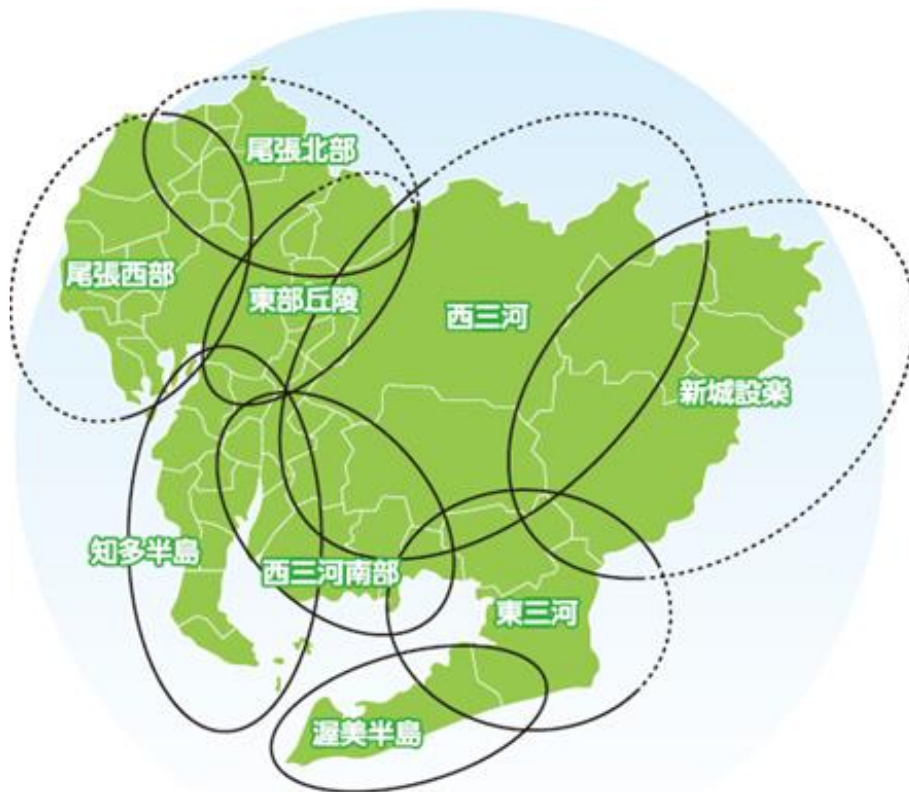 尾張北部
尾張西部
東部丘陵
西三河
新城設楽
知多半島
西三河南部
東三河
渥美半島